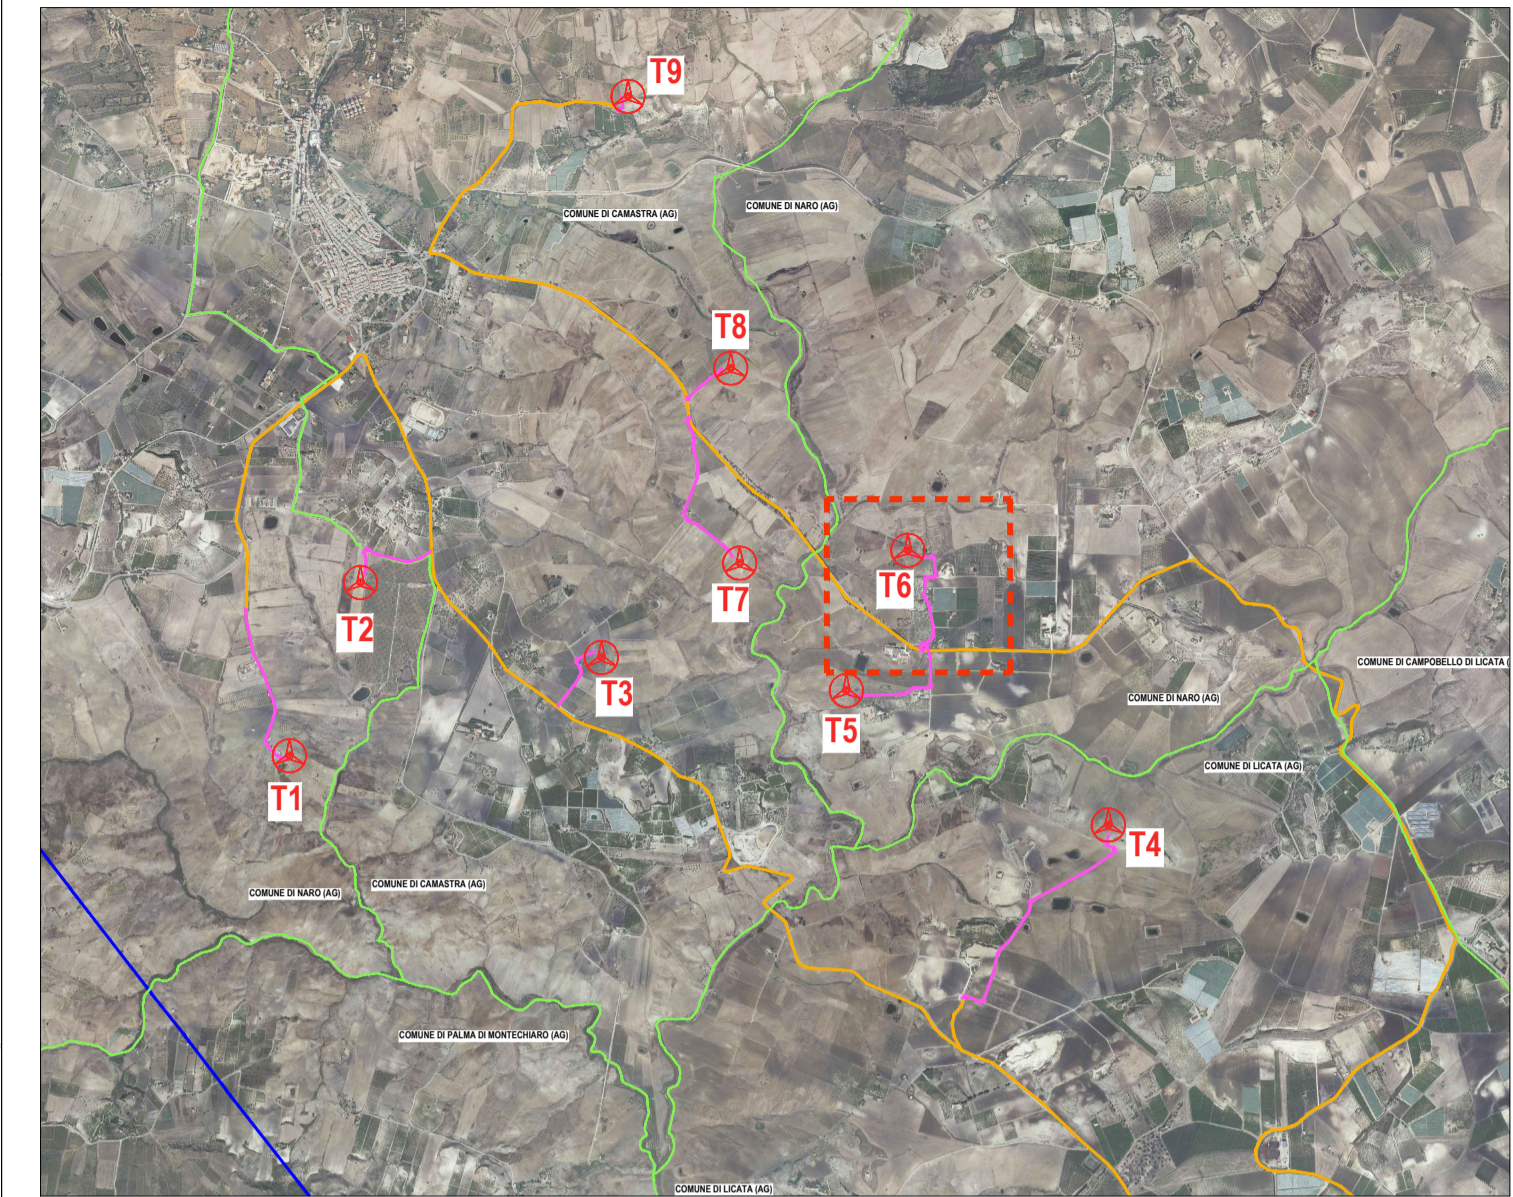 T9
COMUNE DI CAMASTRA (AG)
COMUNE DI NARO (AG)
T8
T6
T7
T2
T3
COMUNE DI CAMPOBELLO DI LICATA (
COMUNE DI NARO (AG)
T5
COMUNE DI LICATA (AG)
T1
T4
COMUNE DI NARO (AG)
COMUNE DI CAMASTRA (AG)
COMUNE DI PALMA DI MONTECHIARO (AG)
COMUNE DI LICATA (AG)